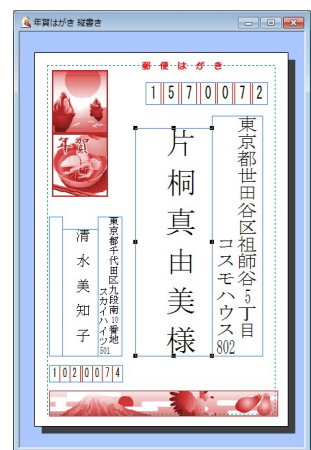 年賀はがき 縦書き
郵便はがき
1570072
東京都世田谷区祖師谷5丁目
コスモハウス802
片桐真由美様
年賀
東京都千代田区九段南10番地
スカイハイツ501
清水美知子
1020074